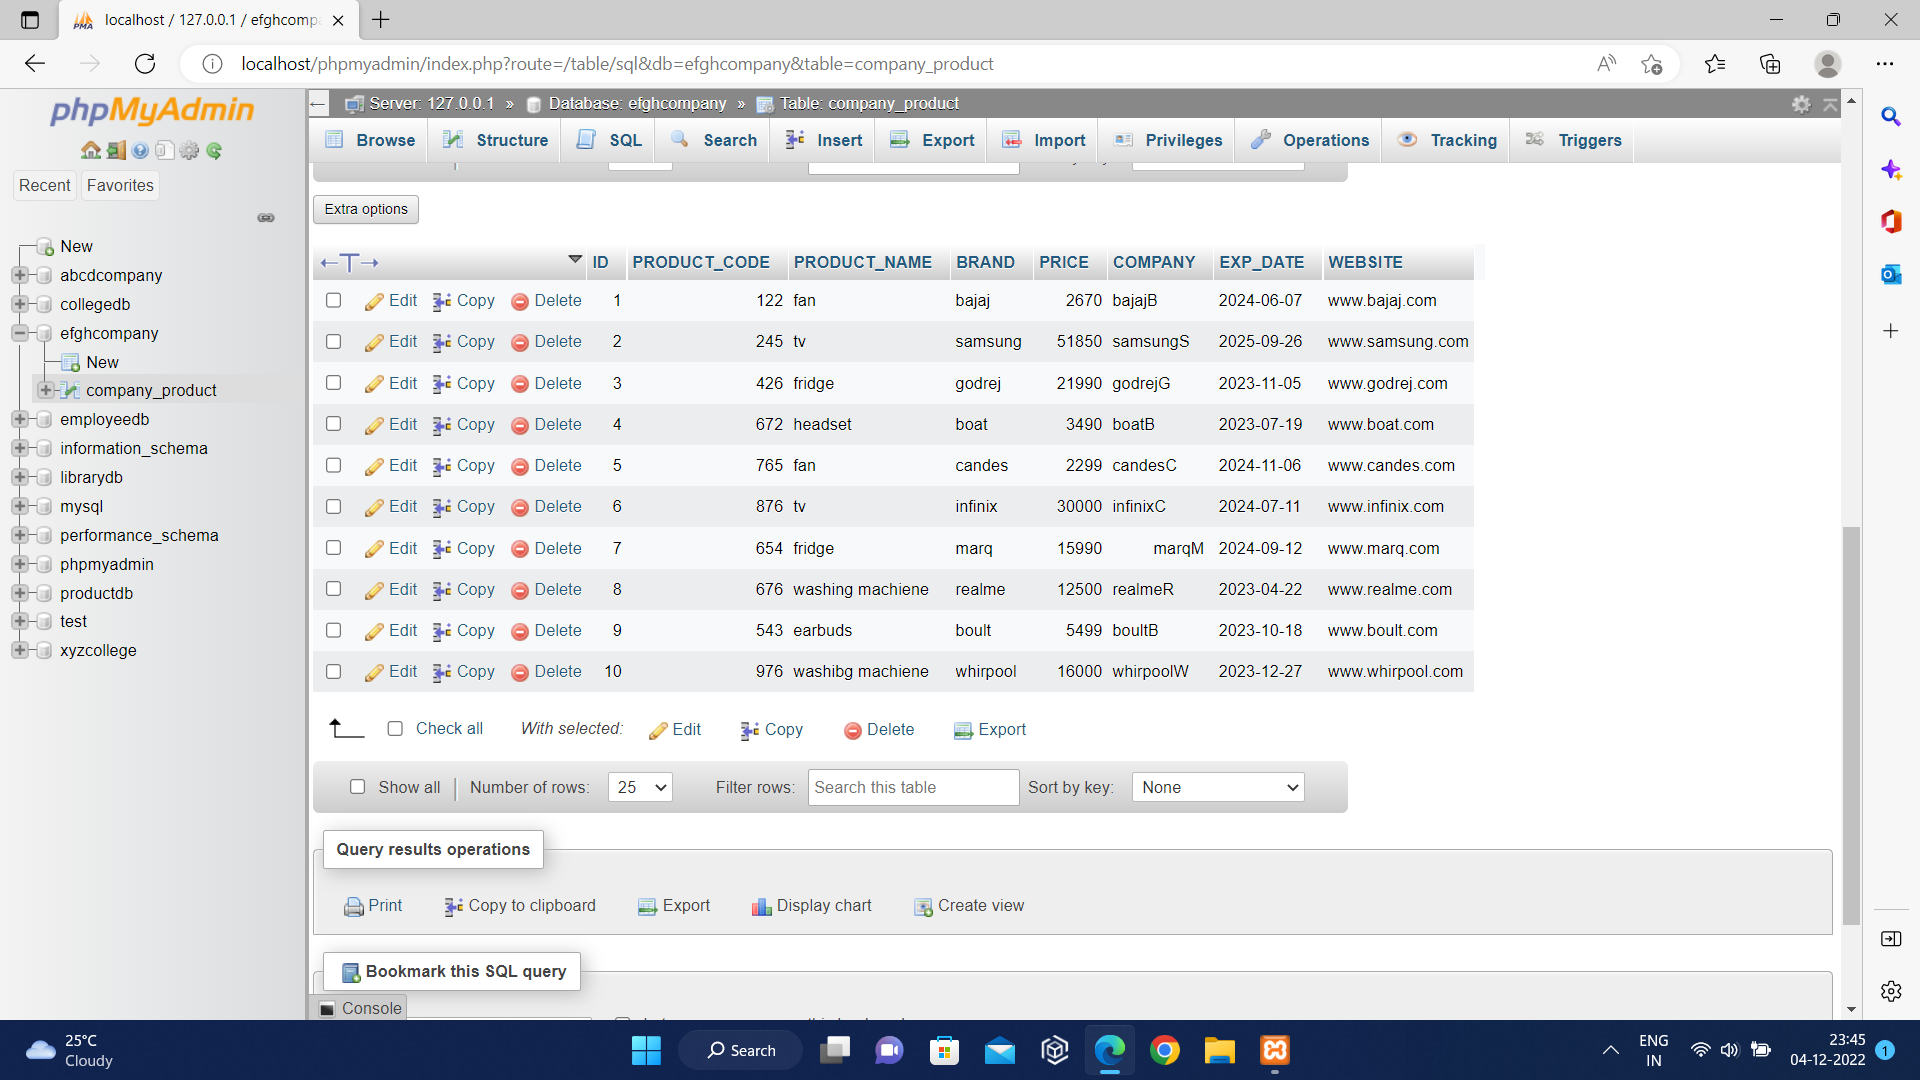 localhost / 127.0.0.1 / efghcomp
localhost/phpmyadmin/index.php?route=/table/sql&db=efghcompany&table=company_product
phpMyAdmin
Recent Favorites
New
abcdcompany
collegedb
efghcompany
New
company_product
employeedb
information_schema
librarydb
mysql
performance_schema
phpmyadmin
productdb
test
xyzcollege
Server: 127.0.0.1 » Database: efghcompany » Table: company_product
Browse Structure SQL Search Insert Export Import Privileges Operations Tracking Triggers
Extra options
←T→ ID PRODUCT_CODE PRODUCT_NAME BRAND PRICE COMPANY EXP_DATE WEBSITE
Edit Copy Delete 1 122 fan bajaj 2670 bajajB 2024-06-07 www.bajaj.com
Edit Copy Delete 2 245 tv samsung 51850 samsungS 2025-09-26 www.samsung.com
Edit Copy Delete 3 426 fridge godrej 21990 godrejG 2023-11-05 www.godrej.com
Edit Copy Delete 4 672 headset boat 3490 boatB 2023-07-19 www.boat.com
Edit Copy Delete 5 765 fan candes 2299 candesC 2024-11-06 www.candes.com
Edit Copy Delete 6 876 tv infinix 30000 infinixC 2024-07-11 www.infinix.com
Edit Copy Delete 7 654 fridge marq 15990 marqM 2024-09-12 www.marq.com
Edit Copy Delete 8 676 washing machiene realme 12500 realmeR 2023-04-22 www.realme.com
Edit Copy Delete 9 543 earbuds boult 5499 boultB 2023-10-18 www.boult.com
Edit Copy Delete 10 976 washibg machiene whirpool 16000 whirpoolW 2023-12-27 www.whirpool.com
Check all With selected: Edit Copy Delete Export
Show all Number of rows: 25 Filter rows: Search this table Sort by key: None
Query results operations
Print Copy to clipboard Export Display chart Create view
Bookmark this SQL query
Console
25°C
Cloudy
Search
ENG
IN
23:45
04-12-2022
1